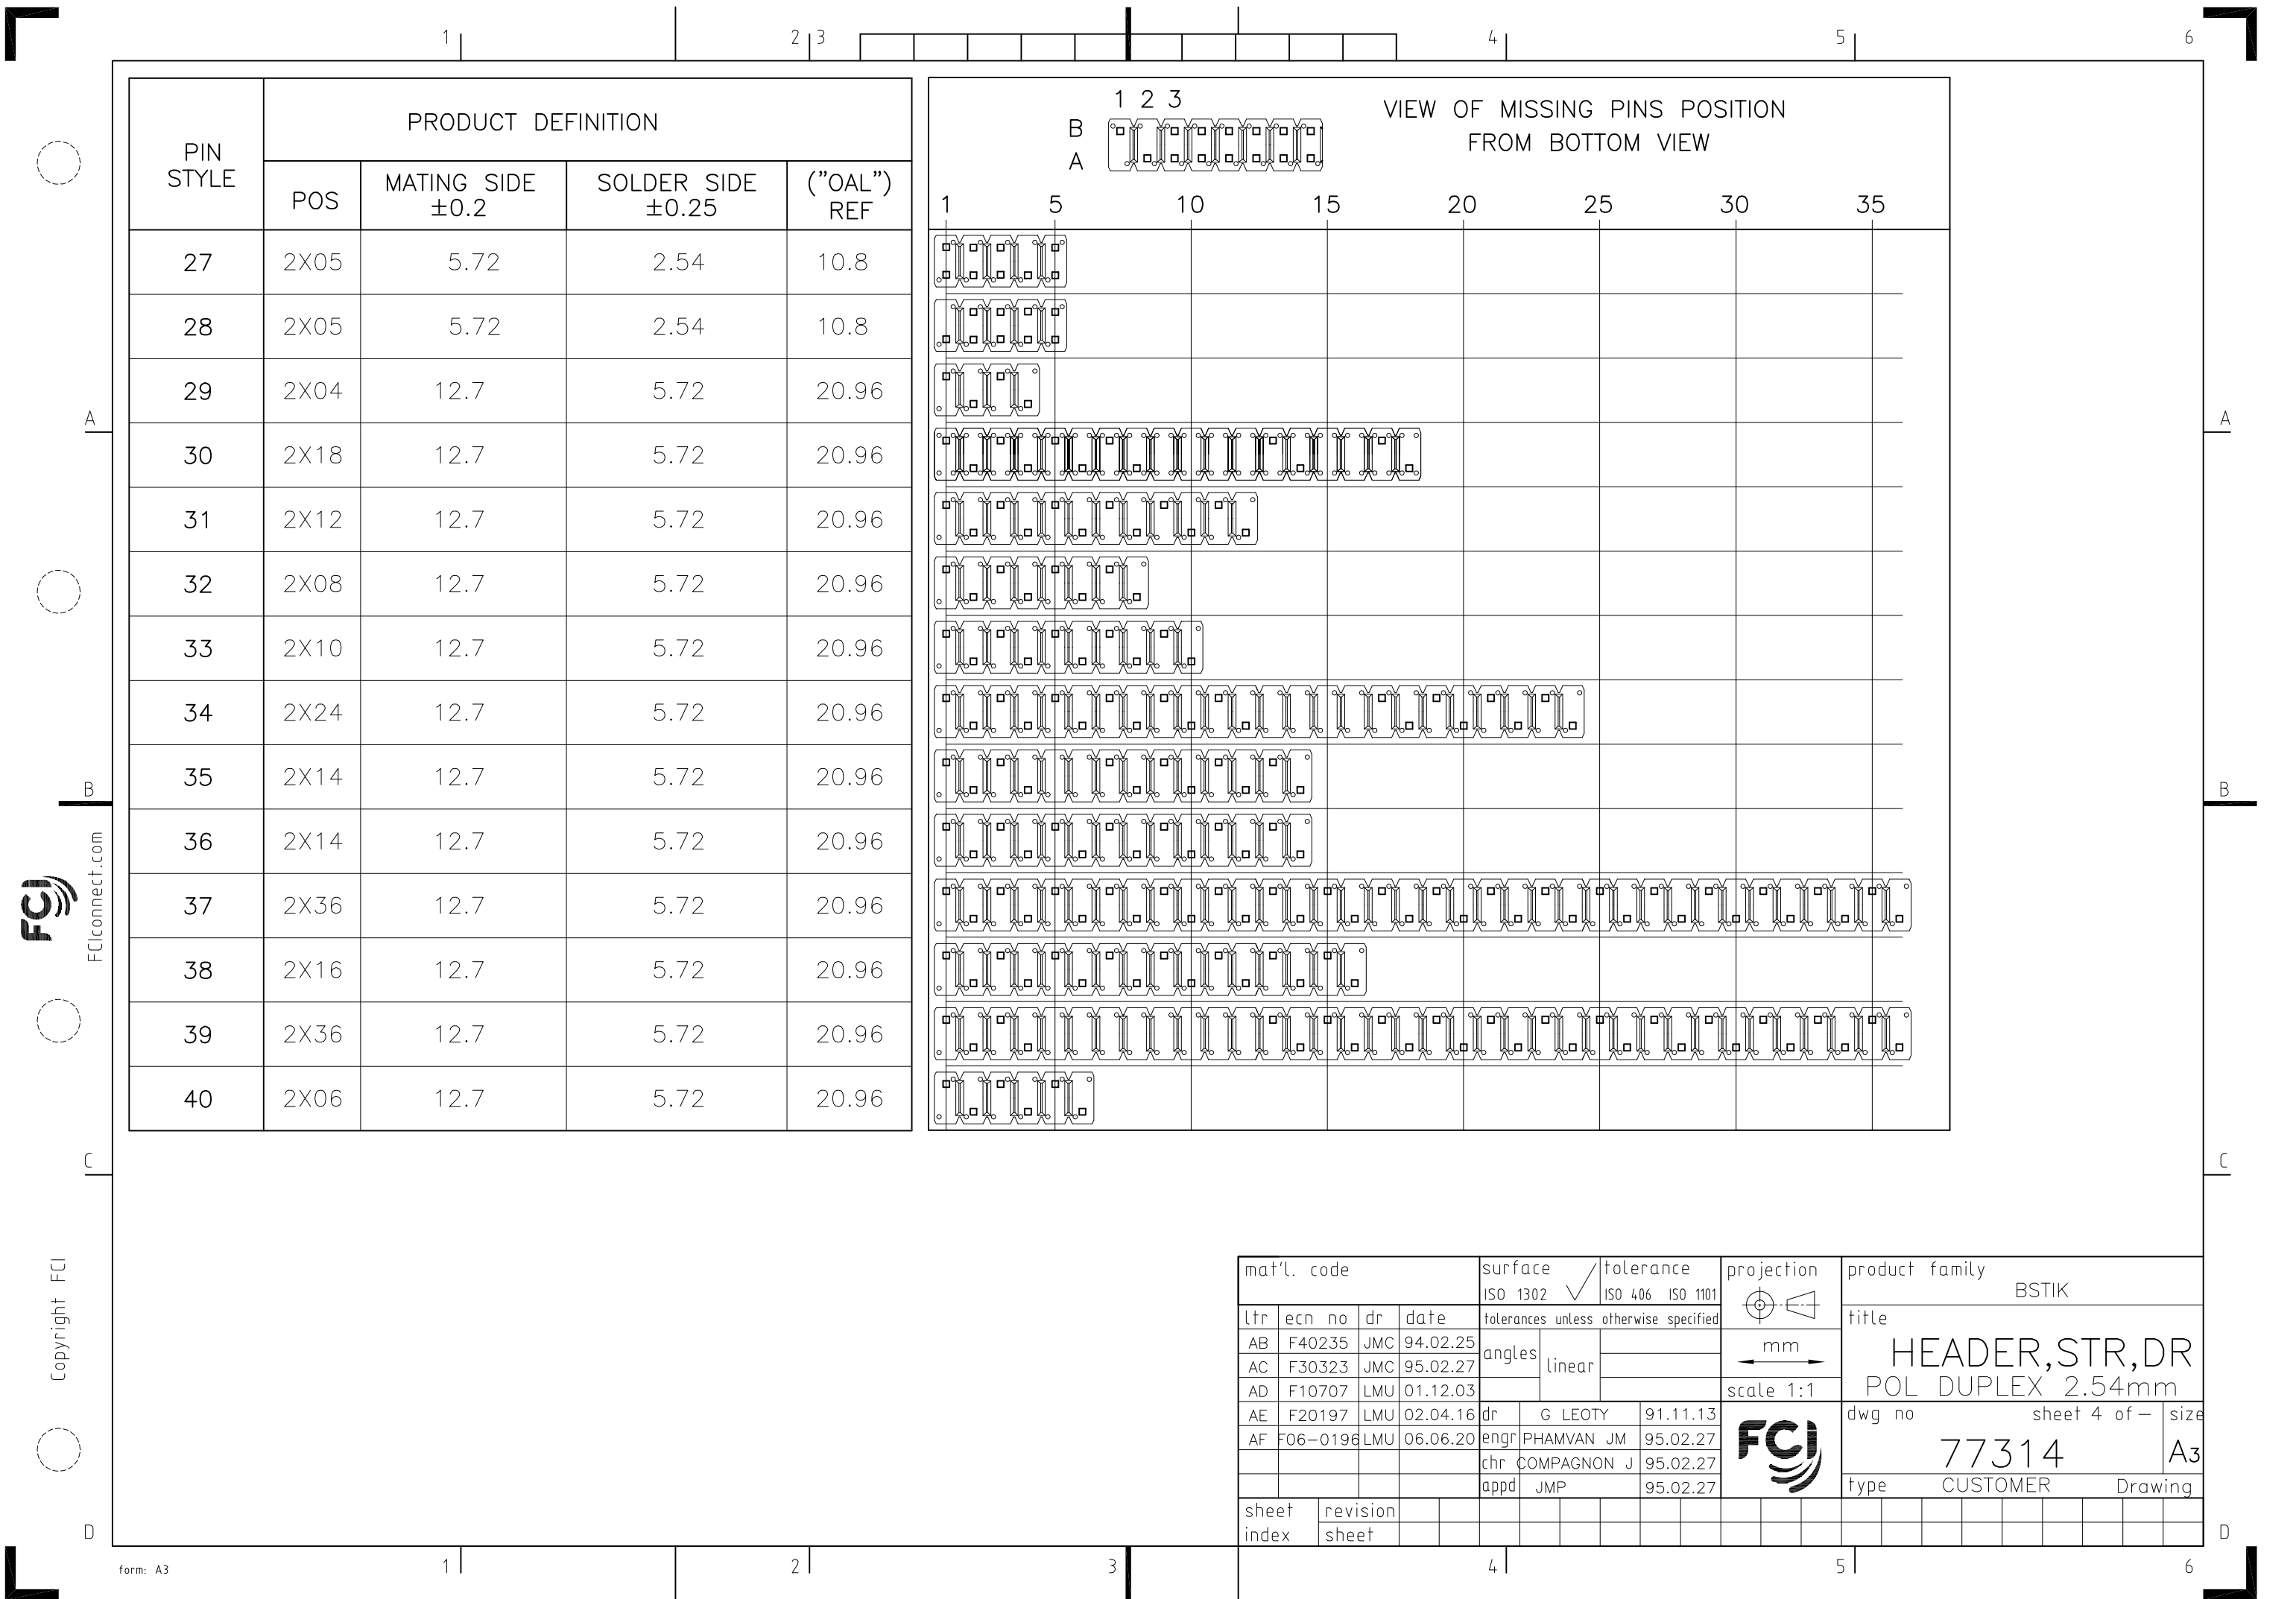 1 2 3 4 5 6
PIN STYLE
PRODUCT DEFINITION
POS
MATING SIDE ±0.2
SOLDER SIDE ±0.25
("OAL") REF
27 2X05 5.72 2.54 10.8
28 2X05 5.72 2.54 10.8
29 2X04 12.7 5.72 20.96
30 2X18 12.7 5.72 20.96
31 2X12 12.7 5.72 20.96
32 2X08 12.7 5.72 20.96
33 2X10 12.7 5.72 20.96
34 2X24 12.7 5.72 20.96
35 2X14 12.7 5.72 20.96
36 2X14 12.7 5.72 20.96
37 2X36 12.7 5.72 20.96
38 2X16 12.7 5.72 20.96
39 2X36 12.7 5.72 20.96
40 2X06 12.7 5.72 20.96
1 2 3
B
A
VIEW OF MISSING PINS POSITION
FROM BOTTOM VIEW
1 5 10 15 20 25 30 35
A A
B B
C C
D D
FCI
FCIconnect.com
Copyright FCI
mat'l. code
surface
ISO 1302
tolerance
ISO 406 ISO 1101
projection
product family
BSTIK
ltr ecn no dr date
tolerances unless otherwise specified
title
AB F40235 JMC 94.02.25
AC F30323 JMC 95.02.27
AD F10707 LMU 01.12.03
AE F20197 LMU 02.04.16
AF F06-0196 LMU 06.06.20
angles
linear
mm
scale 1:1
HEADER,STR,DR
POL DUPLEX 2.54mm
dr G LEOTY 91.11.13
engr PHAMVAN JM 95.02.27
chr COMPAGNON J 95.02.27
appd JMP 95.02.27
FCI
dwg no
sheet 4 of -
size
77314
A3
type CUSTOMER Drawing
sheet index
revision
sheet
form: A3
1 2 3 4 5 6